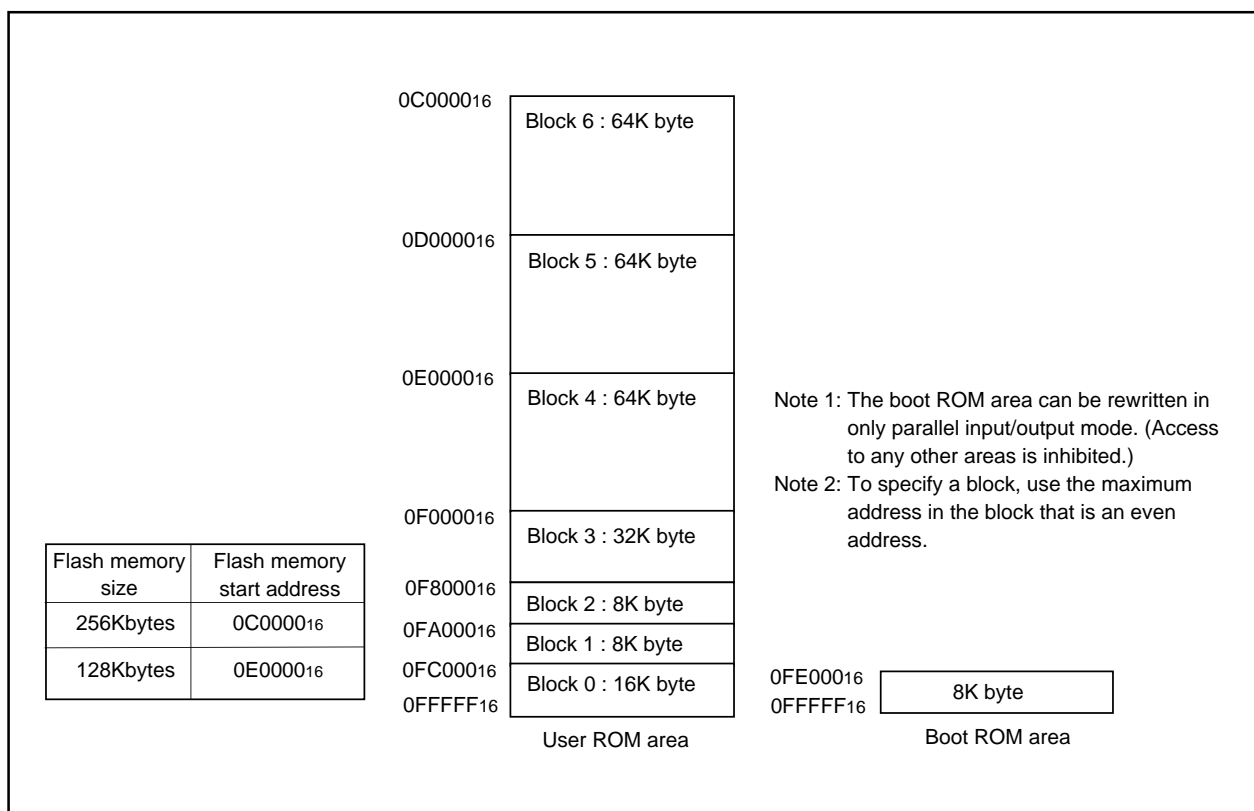 0C000016
Block 6 : 64K byte
0D000016
Block 5 : 64K byte
0E000016
Block 4 : 64K byte
0F000016
Block 3 : 32K byte
0F800016
Block 2 : 8K byte
0FA00016
Block 1 : 8K byte
0FC00016
Block 0 : 16K byte
0FFFFF16
User ROM area
Flash memory size
Flash memory start address
256Kbytes
0C000016
128Kbytes
0E000016
Note 1: The boot ROM area can be rewritten in
only parallel input/output mode. (Access
to any other areas is inhibited.)
Note 2: To specify a block, use the maximum
address in the block that is an even
address.
0FE00016
8K byte
0FFFFF16
Boot ROM area